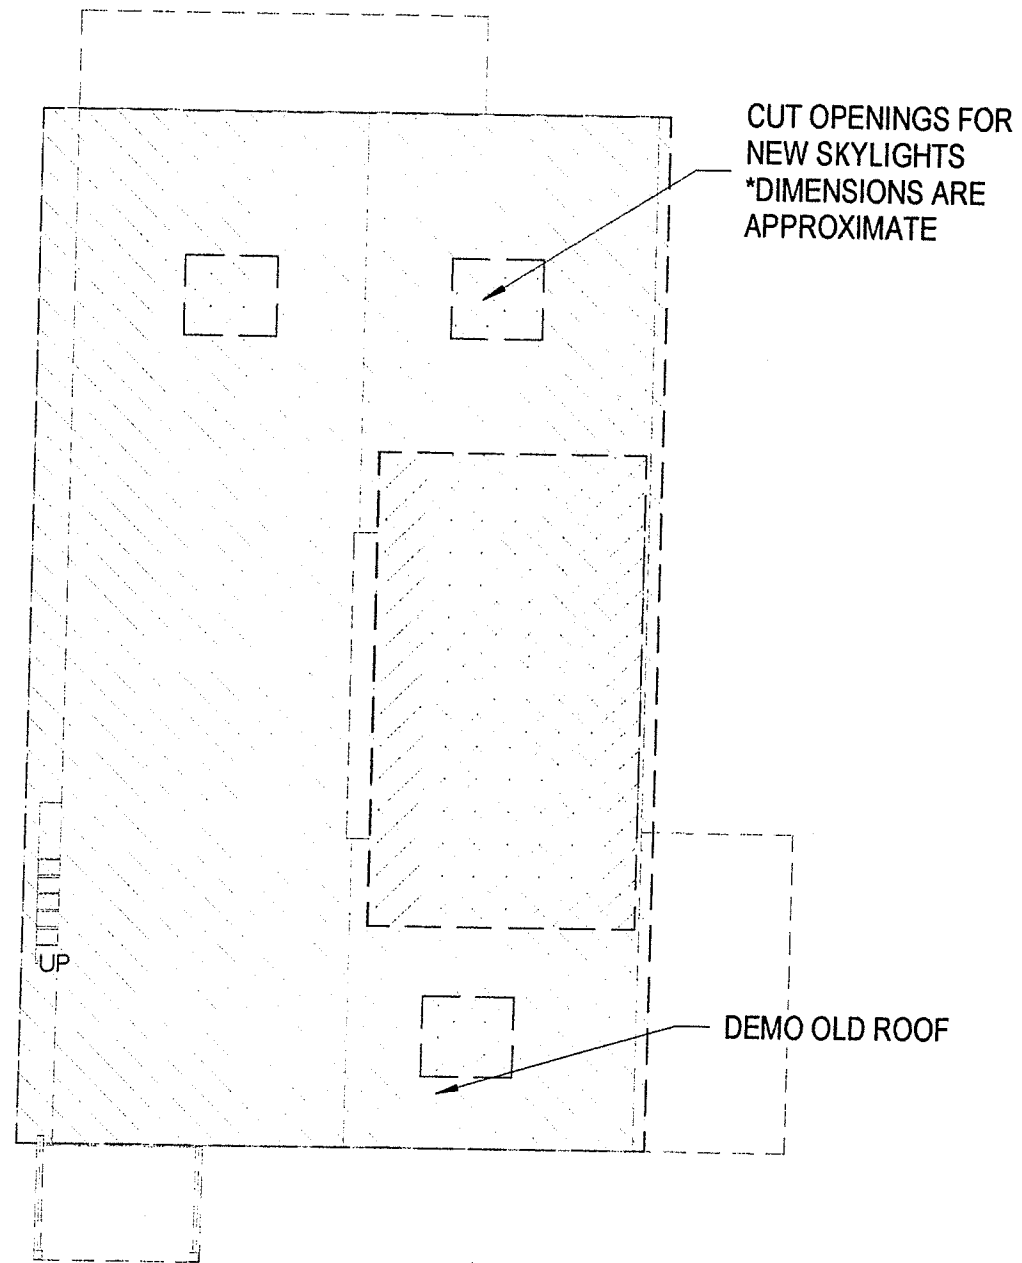 CUT OPENINGS FOR
NEW SKYLIGHTS
*DIMENSIONS ARE
APPROXIMATE
UP
DEMO OLD ROOF